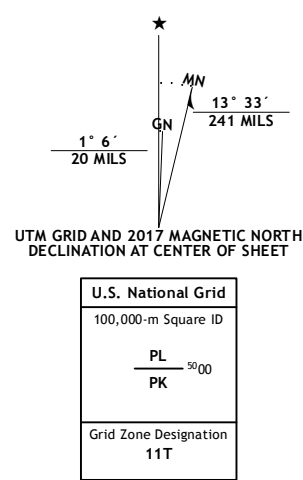 ★
MN
GN
13° 33´
241 MILS
1° 6´
20 MILS
UTM GRID AND 2017 MAGNETIC NORTH
DECLINATION AT CENTER OF SHEET
U.S. National Grid
100,000-m Square ID
PL
5000
PK
Grid Zone Designation
11T